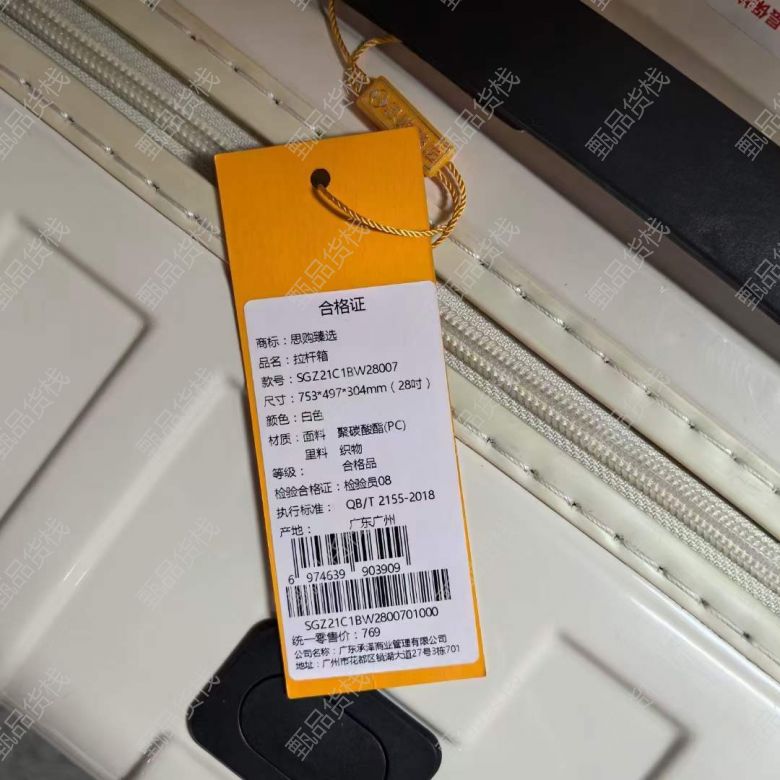 合格证
商标：思购臻选
品名：拉杆箱
款号：SGZ21C1BW28007
尺寸：753*497*304mm（28吋）
颜色：白色
材质：面料 聚碳酸酯(PC)
里料 织物
等级： 合格品
检验合格证：检验员08
执行标准： QB/T 2155-2018
产地： 广东广州
6 974639 903909
SGZ21C1BW2800701000
统一零售价：769
公司名称：广东承泽商业管理有限公司
地址：广州市花都区镜湖大道27号3栋701
甄品货栈